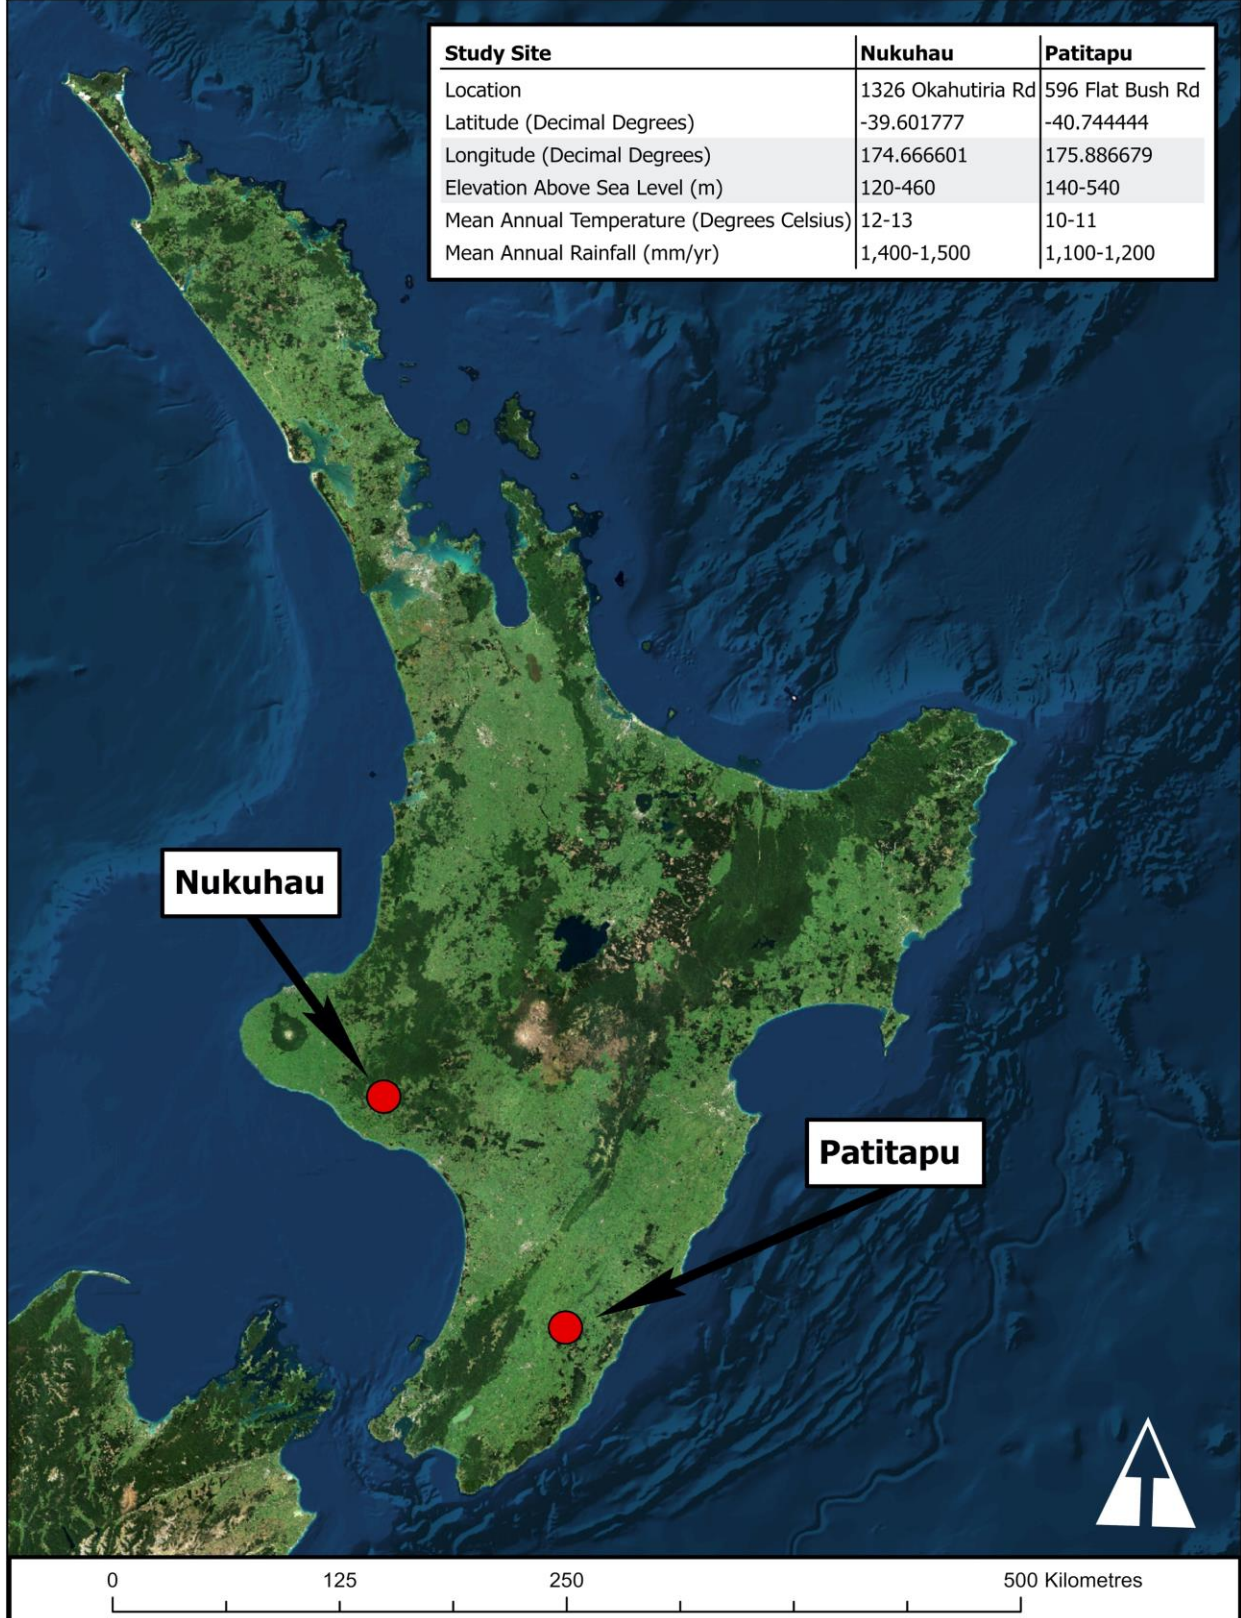 Study Site Nukuhau Patitapu
Location 1326 Okahutiria Rd 596 Flat Bush Rd
Latitude (Decimal Degrees) -39.601777 -40.744444
Longitude (Decimal Degrees) 174.666601 175.886679
Elevation Above Sea Level (m) 120-460 140-540
Mean Annual Temperature (Degrees Celsius) 12-13 10-11
Mean Annual Rainfall (mm/yr) 1,400-1,500 1,100-1,200
Nukuhau
Patitapu
0 125 250 500 Kilometres